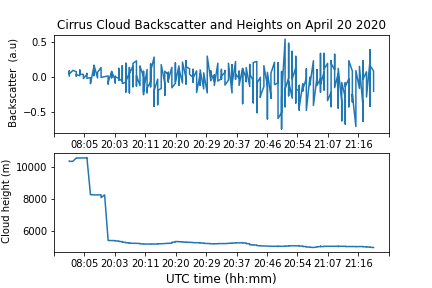 Cirrus Cloud Backscatter and Heights on April 20 2020
Backscatter (a.u)
0.5
0.0
−0.5
08:05 20:03 20:11 20:20 20:29 20:37 20:46 20:54 21:07 21:16
Cloud height (m)
10000
8000
6000
08:05 20:03 20:11 20:20 20:29 20:37 20:46 20:54 21:07 21:16
UTC time (hh:mm)